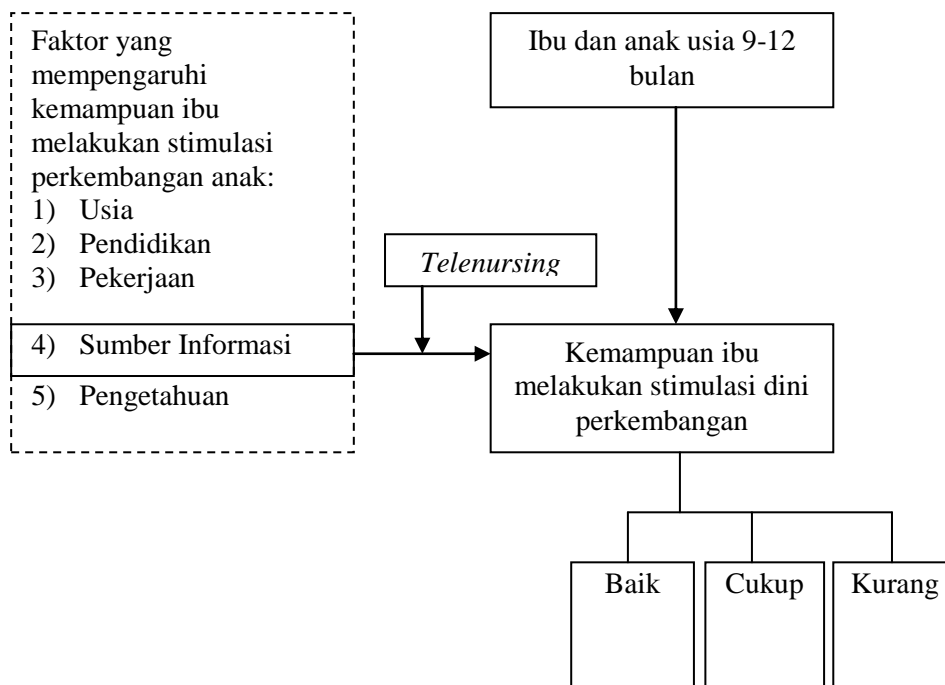 Faktor yang
mempengaruhi
kemampuan ibu
melakukan stimulasi
perkembangan anak:
1) Usia
2) Pendidikan
3) Pekerjaan
4) Sumber Informasi
5) Pengetahuan
Ibu dan anak usia 9-12
bulan
Telenursing
Kemampuan ibu
melakukan stimulasi dini
perkembangan
Baik
Cukup
Kurang